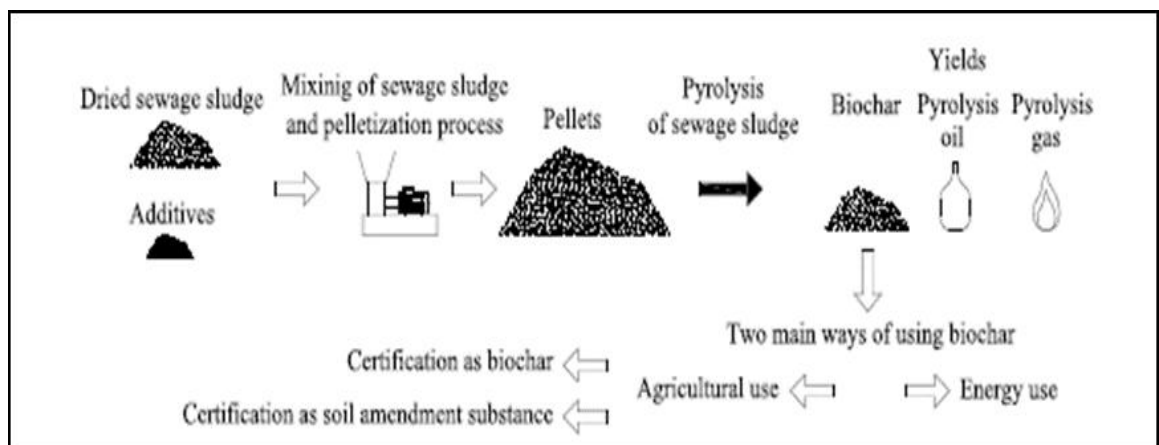 Dried sewage sludge
Additives
Mixinig of sewage sludge
and pelletization process
Pellets
Pyrolysis
of sewage sludge
Yields
Biochar
Pyrolysis
oil
Pyrolysis
gas
Two main ways of using biochar
Agricultural use
Energy use
Certification as biochar
Certification as soil amendment substance